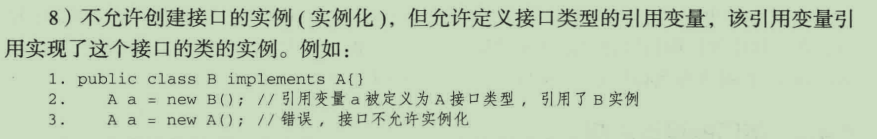 8）不允许创建接口的实例（实例化），但允许定义接口类型的引用变量，该引用变量引
用实现了这个接口的类的实例。例如：
1. public class B implements A{}
2. A a = new B(); //引用变量a被定义为A接口类型，引用了B实例
3. A a = new A(); //错误，接口不允许实例化